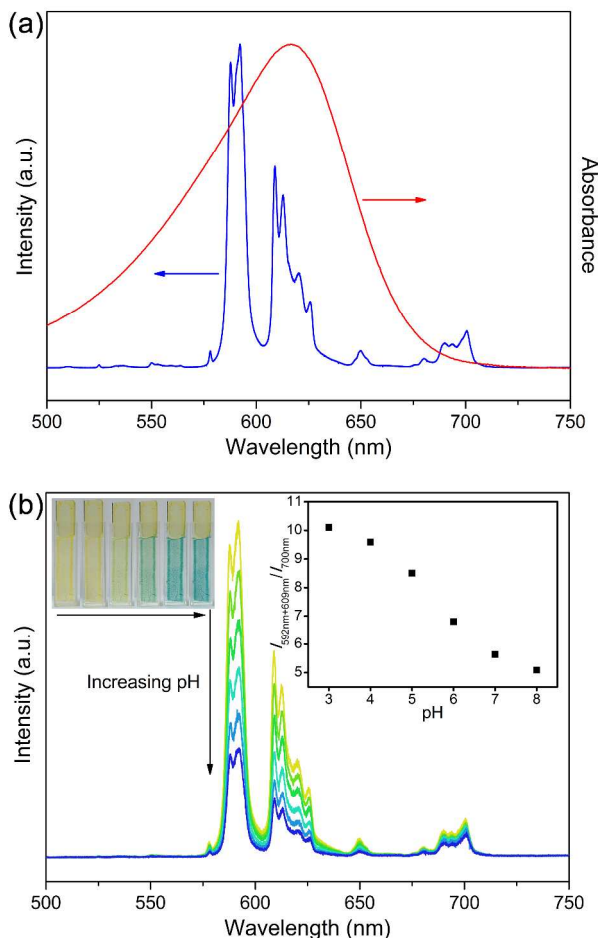 (a)
Intensity (a.u.)
Absorbance
500 550 600 650 700 750
Wavelength (nm)
(b)
Intensity (a.u.)
Increasing pH
I592nm+609nm/I700nm
11
10
9
8
7
6
5
3 4 5 6 7 8
pH
500 550 600 650 700 750
Wavelength (nm)